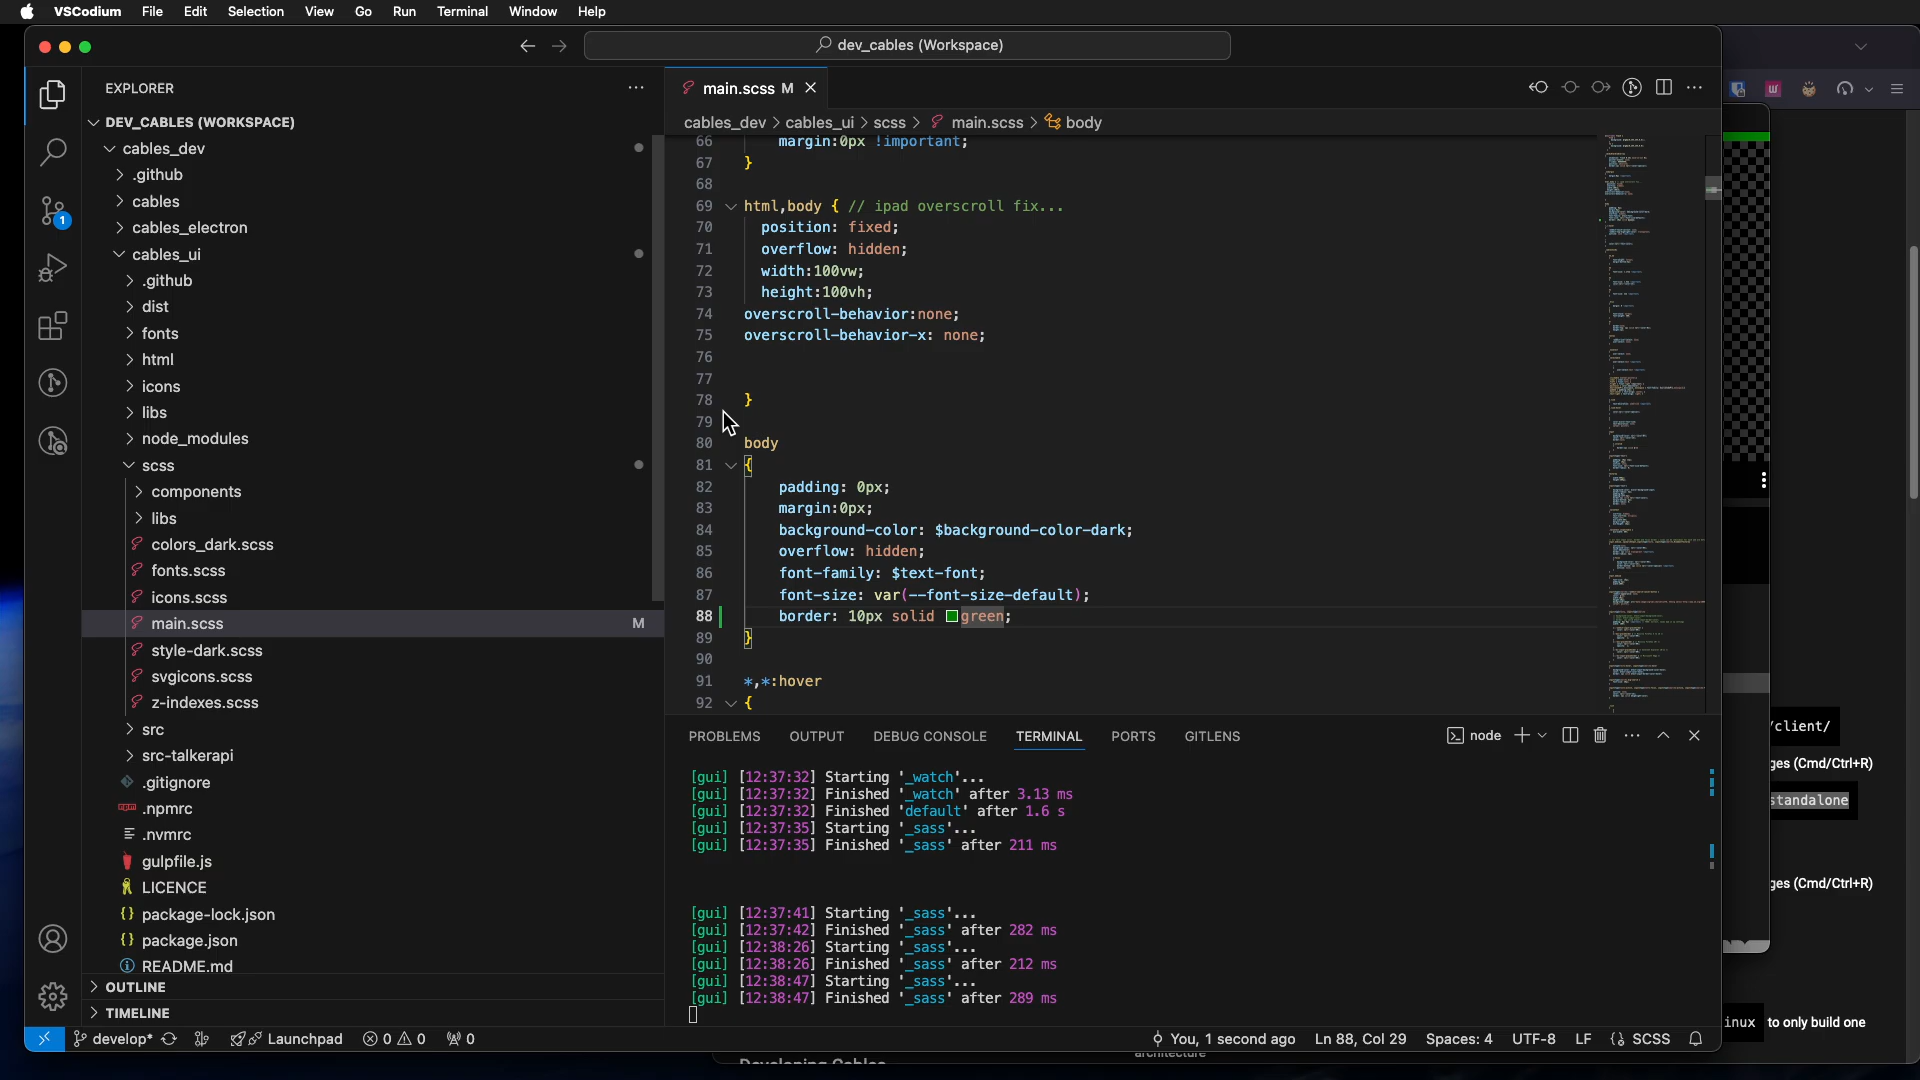 VSCodium File Edit Selection View Go Run Terminal Window Help
dev_cables (Workspace)
EXPLORER
DEV_CABLES (WORKSPACE)
cables_dev
.github
cables
cables_electron
cables_ui
.github
dist
fonts
html
icons
libs
node_modules
scss
components
libs
colors_dark.scss
fonts.scss
icons.scss
main.scss M
style-dark.scss
svgicons.scss
z-indexes.scss
src
src-talkerapi
.gitignore
.npmrc
.nvmrc
gulpfile.js
LICENCE
package-lock.json
package.json
README.md
OUTLINE
TIMELINE
1
main.scss M
cables_dev > cables_ui > scss > main.scss > body
66 margin:0px !important;
67 }
68
69 html,body { // ipad overscroll fix...
70 position: fixed;
71 overflow: hidden;
72 width:100vw;
73 height:100vh;
74 overscroll-behavior:none;
75 overscroll-behavior-x: none;
76
77
78 }
79
80 body
81 {
82 padding: 0px;
83 margin:0px;
84 background-color: $background-color-dark;
85 overflow: hidden;
86 font-family: $text-font;
87 font-size: var(--font-size-default);
88 border: 10px solid green;
89 }
90
91 *,*:hover
92 {
PROBLEMS OUTPUT DEBUG CONSOLE TERMINAL PORTS GITLENS
node
[gui] [12:37:32] Starting '_watch'...
[gui] [12:37:32] Finished '_watch' after 3.13 ms
[gui] [12:37:32] Finished 'default' after 1.6 s
[gui] [12:37:35] Starting '_sass'...
[gui] [12:37:35] Finished '_sass' after 211 ms
[gui] [12:37:41] Starting '_sass'...
[gui] [12:37:42] Finished '_sass' after 282 ms
[gui] [12:38:26] Starting '_sass'...
[gui] [12:38:26] Finished '_sass' after 212 ms
[gui] [12:38:47] Starting '_sass'...
[gui] [12:38:47] Finished '_sass' after 289 ms
develop* Launchpad 0 0 0 You, 1 second ago Ln 88, Col 29 Spaces: 4 UTF-8 LF SCSS
/client/
ges (Cmd/Ctrl+R)
standalone
ges (Cmd/Ctrl+R)
inux to only build one
architecture
Developing Cables